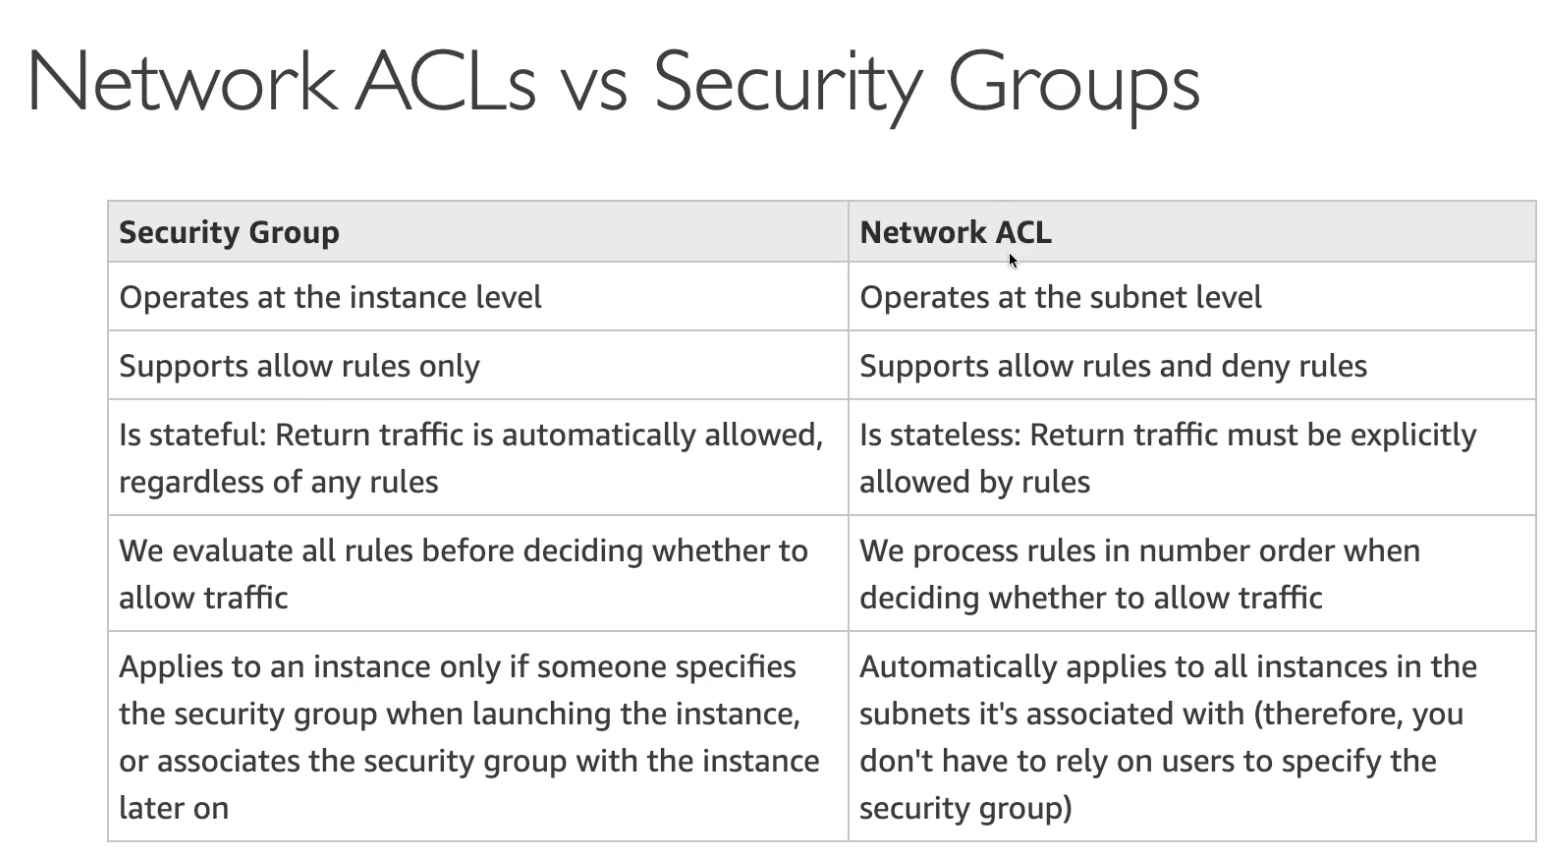 Network ACLs vs Security Groups
Security Group
Network ACL
Operates at the instance level
Operates at the subnet level
Supports allow rules only
Supports allow rules and deny rules
Is stateful: Return traffic is automatically allowed,
regardless of any rules
Is stateless: Return traffic must be explicitly
allowed by rules
We evaluate all rules before deciding whether to
allow traffic
We process rules in number order when
deciding whether to allow traffic
Applies to an instance only if someone specifies
the security group when launching the instance,
or associates the security group with the instance
later on
Automatically applies to all instances in the
subnets it's associated with (therefore, you
don't have to rely on users to specify the
security group)